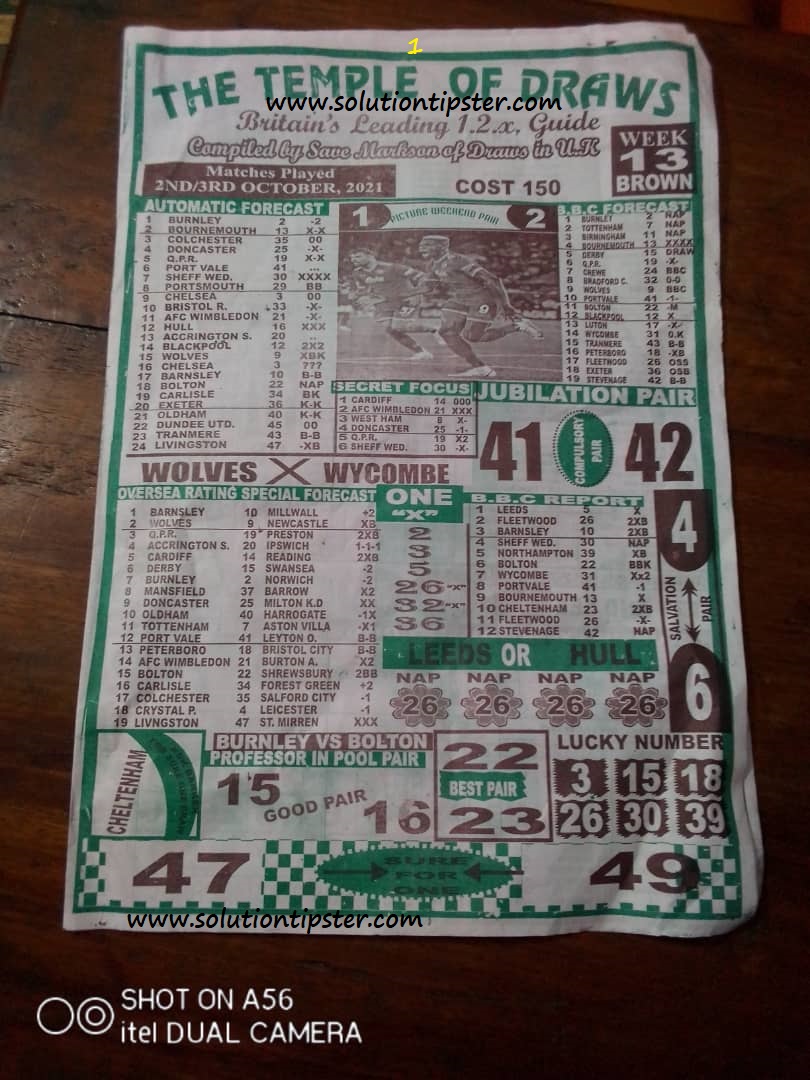 1
THE TEMPLE OF DRAWS
www.solutiontipster.com
Britain's Leading 1.2.x, Guide
Compiled by Save Markson of Draws in U.K
Matches Played
2ND/3RD OCTOBER, 2021
COST 150
WEEK
13
BROWN
AUTOMATIC FORECAST
1 BURNLEY 2 -2
2 BOURNEMOUTH 13 X-X
3 COLCHESTER 35 00
4 DONCASTER 25 -X-
5 Q.P.R. 19 X-X
6 PORT VALE 41 ...
7 SHEFF WED. 30 XXXX
8 PORTSMOUTH 29 BB
9 CHELSEA 3 00
10 BRISTOL R. 33 -X-
11 AFC WIMBLEDON 21 -X-
12 HULL 16 XXX
13 ACCRINGTON S. 20 ..
14 BLACKPOOL 12 2X2
15 WOLVES 9 XBK
16 CHELSEA 3 ???
17 BARNSLEY 10 B-B
18 BOLTON 22 NAP
19 CARLISLE 34 BK
20 EXETER 36 K-K
21 OLDHAM 40 K-K
22 DUNDEE UTD. 45 00
23 TRANMERE 43 B-B
24 LIVINGSTON 47 -XB
1 PICTURE WEEKEND PAIR 2
9
B.B.C FORECAST
1 BURNLEY 2 NAP
2 TOTTENHAM 7 NAP
3 BIRMINGHAM 11 NAP
4 BOURNEMOUTH 13 XXXX
5 DERBY 15 DRAW
6 Q.P.R. 19 -X
7 CREWE 24 BBC
8 BRADFORD C. 32 0-0
9 WOLVES 9 BBC
10 PORTVALE 41 -1-
11 BOLTON 22 -M
12 BLACKPOOL 12 X
13 LUTON 17 -X-
14 WYCOMBE 31 O.K
15 TRANMERE 43 B-B
16 PETERBORO 18 -XB
17 FLEETWOOD 26 OSS
18 EXETER 36 OSB
19 STEVENAGE 42 B-B
SECRET FOCUS
1 CARDIFF 14 000
2 AFC WIMBLEDON 21 XXX
3 WEST HAM 8 X-
4 DONCASTER 25 -1-
5 Q.P.R. 19 X2
6 SHEFF WED. 30 -X-
JUBILATION PAIR
41 COMPULSORY PAIR 42
WOLVES X WYCOMBE
OVERSEA RATING SPECIAL FORECAST
1 BARNSLEY 10 MILLWALL +2
2 WOLVES 9 NEWCASTLE XB
3 Q.P.R. 19 PRESTON 2XB
4 ACCRINGTON S. 20 IPSWICH 1-1-1
5 CARDIFF 14 READING 2XB
6 DERBY 15 SWANSEA -2
7 BURNLEY 2 NORWICH -2
8 MANSFIELD 37 BARROW X2
9 DONCASTER 25 MILTON K.D XX
10 OLDHAM 40 HARROGATE -1X
11 TOTTENHAM 7 ASTON VILLA -X1
12 PORT VALE 41 LEYTON O. B-B
13 PETERBORO 18 BRISTOL CITY B-B
14 AFC WIMBLEDON 21 BURTON A. X2
15 BOLTON 22 SHREWSBURY 2BB
16 CARLISLE 34 FOREST GREEN +2
17 COLCHESTER 35 SALFORD CITY -1
18 CRYSTAL P. 4 LEICESTER -1
19 LIVNGSTON 47 ST. MIRREN XXX
ONE
"X"
2
3
5
26 "X"
32 "X"
36
B.B.C REPORT
1 LEEDS 5 X
2 FLEETWOOD 26 2XB
3 BARNSLEY 10 2XB
4 SHEFF WED. 30 NAP
5 NORTHAMPTON 39 XB
6 BOLTON 22 BBK
7 WYCOMBE 31 Xx2
8 PORTVALE 41 -1
9 BOURNEMOUTH 13 X
10 CHELTENHAM 23 2XB
11 FLEETWOOD 26 -X-
12 STEVENAGE 42 NAP
4
SALVATION PAIR
6
LEEDS OR HULL
NAP NAP NAP NAP
26 26 26 26
CHELTENHAM
BURNLEY VS BOLTON
PROFESSOR IN POOL PAIR
15 GOOD PAIR 16
22
BEST PAIR
23
LUCKY NUMBER
3 15 18
26 30 39
47 SURE FOR ONE 49
www.solutiontipster.com
SHOT ON A56
itel DUAL CAMERA